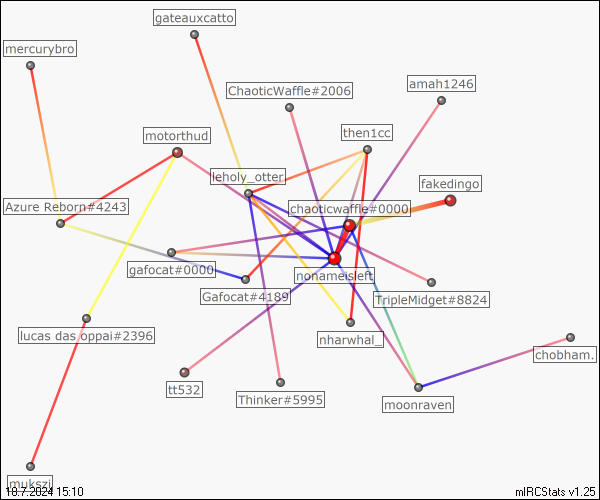 gateauxcatto
mercurybro
ChaoticWaffle#2006
amah1246
motorthud
then1cc
leholy_otter
fakedingo
Azure Reborn#4243
chaoticwaffle#0000
gafocat#0000
nonameisleft
Gafocat#4189
TripleMidget#8824
lucas das oppai#2396
nharwhal_
chobham.
tt532
Thinker#5995
moonraven
mukszi
10.7.2024 15:10
mIRCStats v1.25